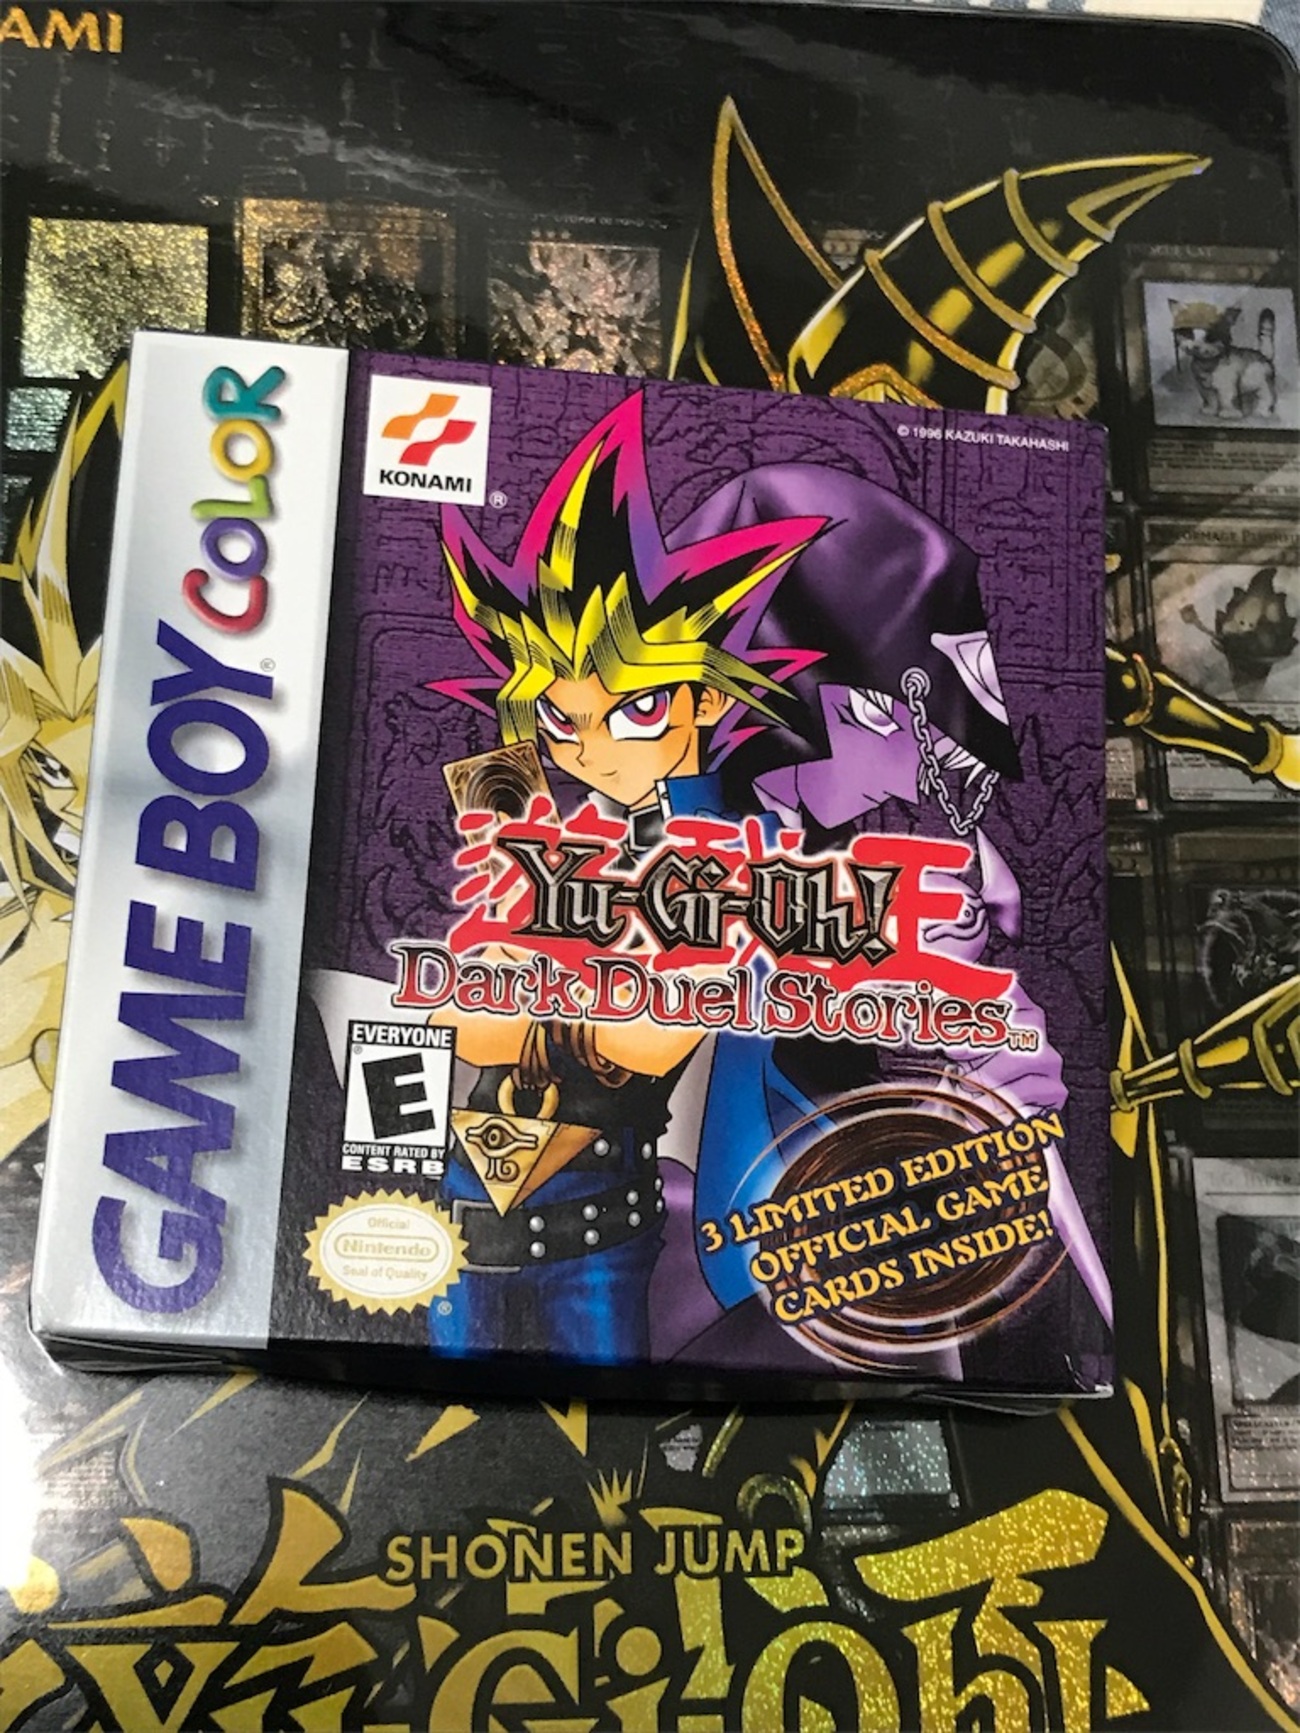 AMI
GAME BOY COLOR
®
KONAMI
®
© 1996 KAZUKI TAKAHASHI
遊戯王
Yu-Gi-Oh!
Dark Duel Stories™
EVERYONE
E
®
CONTENT RATED BY
ESRB
Official
Nintendo
Seal of Quality
®
3 LIMITED EDITION
OFFICIAL GAME
CARDS INSIDE!
SHONEN JUMP
Yu-Gi-Oh!